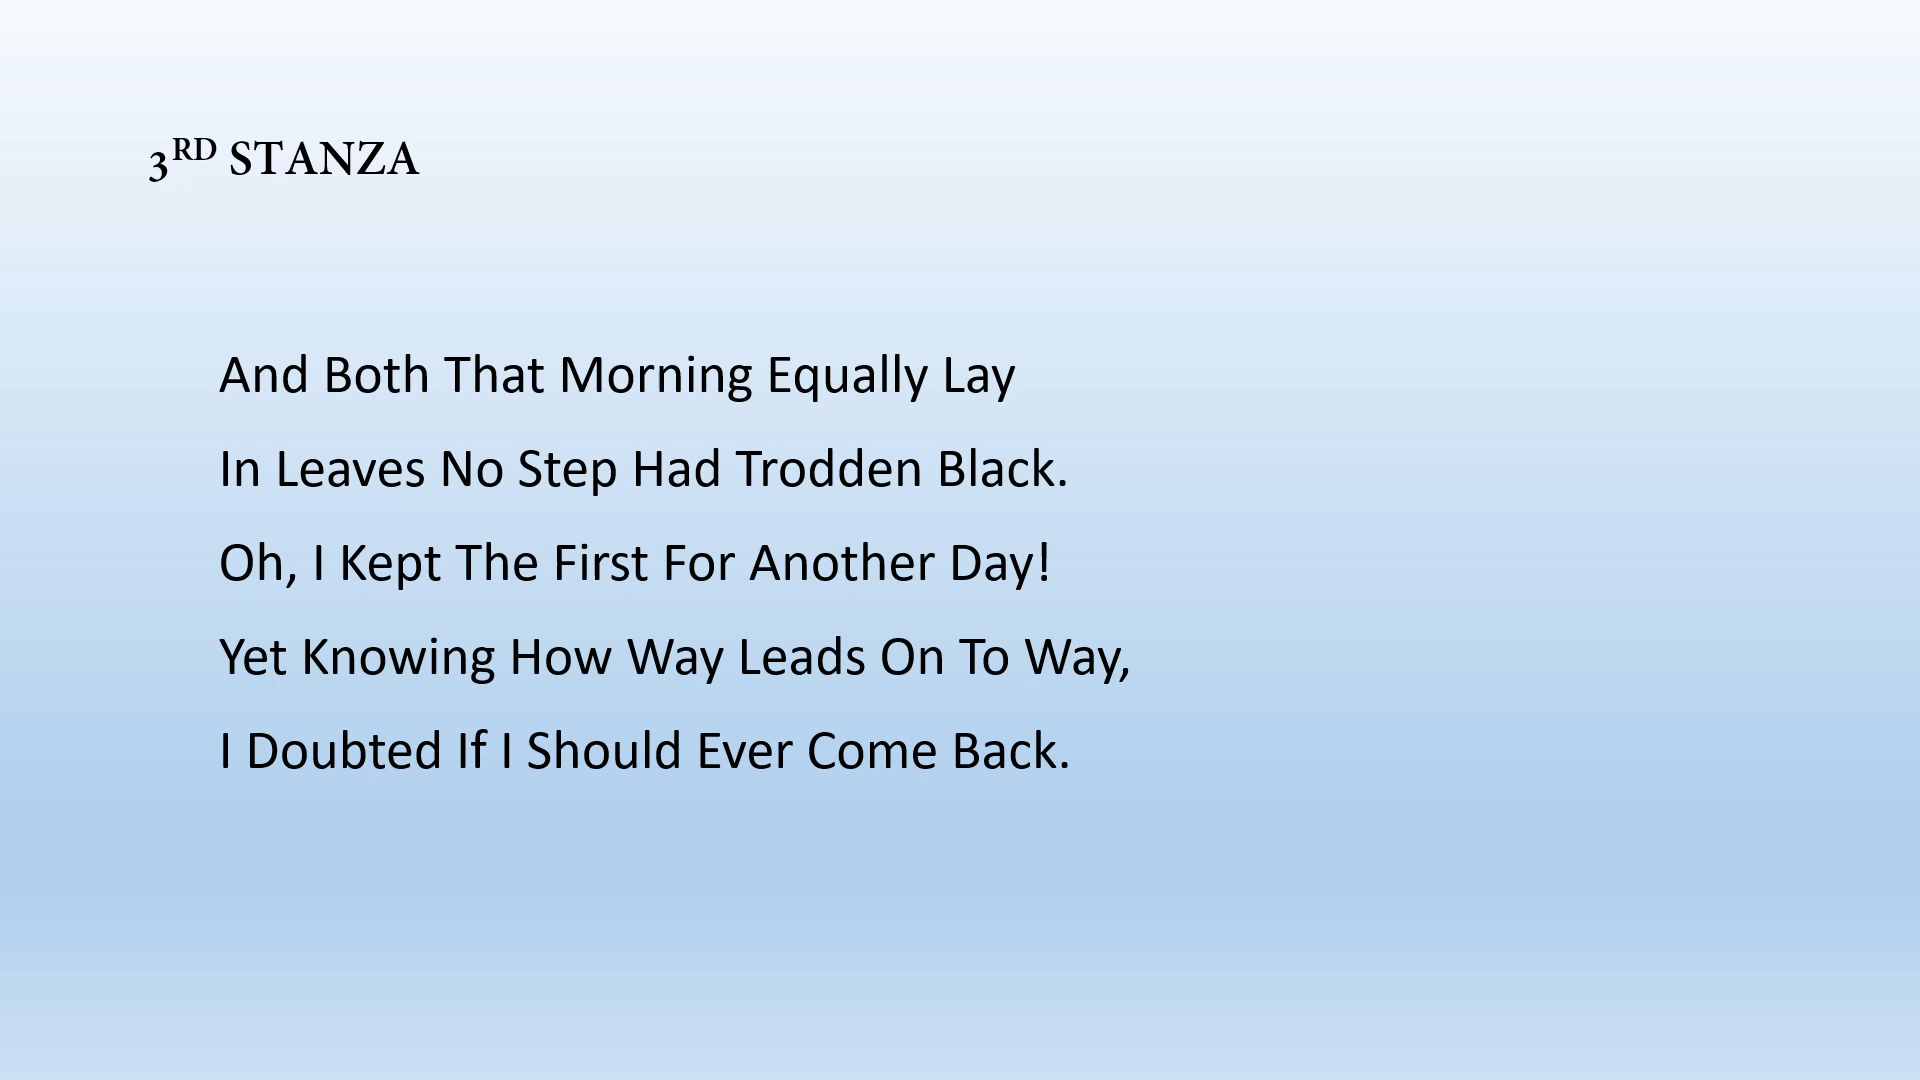 3RD STANZA
And Both That Morning Equally Lay
In Leaves No Step Had Trodden Black.
Oh, I Kept The First For Another Day!
Yet Knowing How Way Leads On To Way,
I Doubted If I Should Ever Come Back.